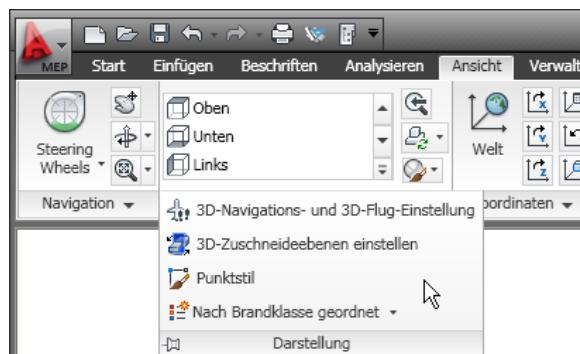 MEP
Start Einfügen Beschriften Analysieren Ansicht Verwalt
Oben
Unten
Links
Steering
Wheels
Welt
Navigation
oordinaten
3D-Navigations- und 3D-Flug-Einstellung
3D-Zuschneideebenen einstellen
Punktstil
Nach Brandklasse geordnet
Darstellung